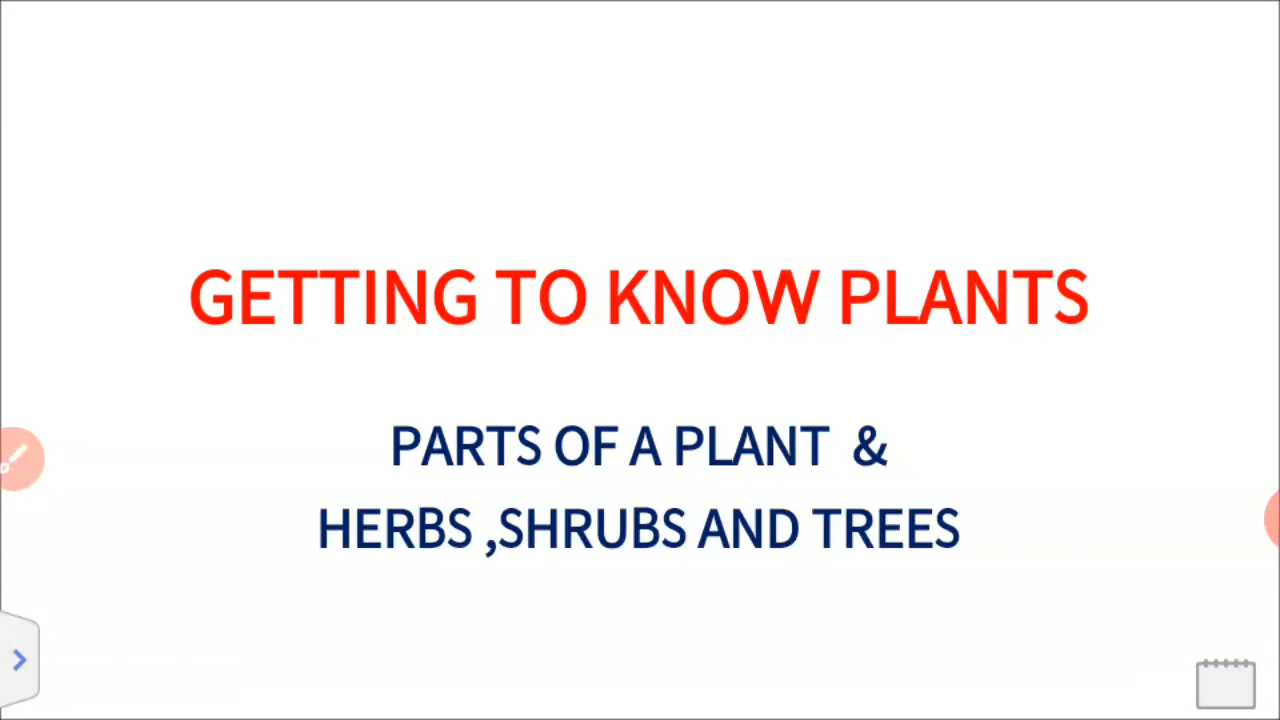 GETTING TO KNOW PLANTS
PARTS OF A PLANT &
HERBS ,SHRUBS AND TREES